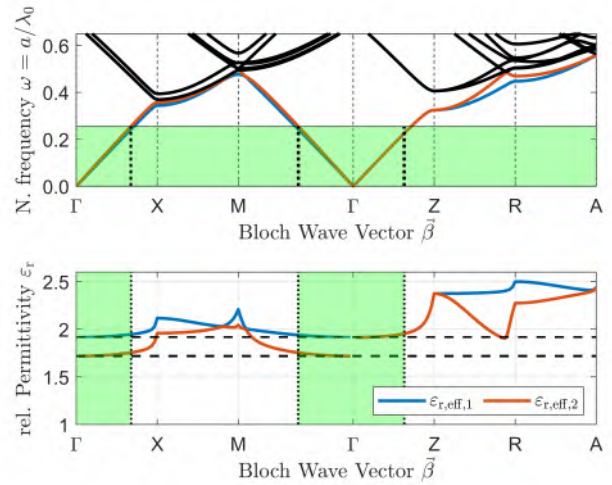 N. frequency ω = a/λ₀
0.6
0.4
0.2
0.0
Γ X M Γ Z R A
Bloch Wave Vector β⃗
rel. Permittivity εᵣ
2.5
2
1.5
1
εr,eff,1 εr,eff,2
Γ X M Γ Z R A
Bloch Wave Vector β⃗